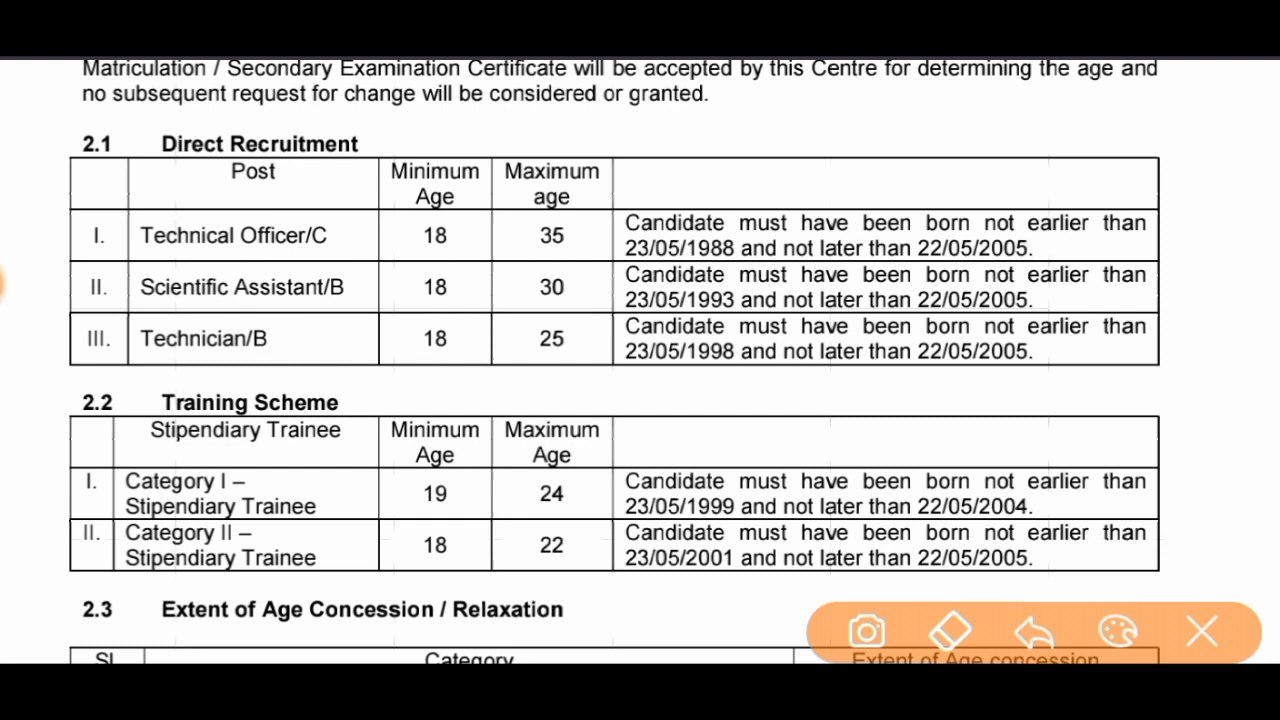 Matriculation / Secondary Examination Certificate will be accepted by this Centre for determining the age and
no subsequent request for change will be considered or granted.
2.1 Direct Recruitment
Post Minimum Age Maximum age
I. Technical Officer/C 18 35 Candidate must have been born not earlier than
23/05/1988 and not later than 22/05/2005.
II. Scientific Assistant/B 18 30 Candidate must have been born not earlier than
23/05/1993 and not later than 22/05/2005.
III. Technician/B 18 25 Candidate must have been born not earlier than
23/05/1998 and not later than 22/05/2005.
2.2 Training Scheme
Stipendiary Trainee Minimum Age Maximum Age
I. Category I –
Stipendiary Trainee 19 24 Candidate must have been born not earlier than
23/05/1999 and not later than 22/05/2004.
II. Category II –
Stipendiary Trainee 18 22 Candidate must have been born not earlier than
23/05/2001 and not later than 22/05/2005.
2.3 Extent of Age Concession / Relaxation
Sl Category Extent of Age concession